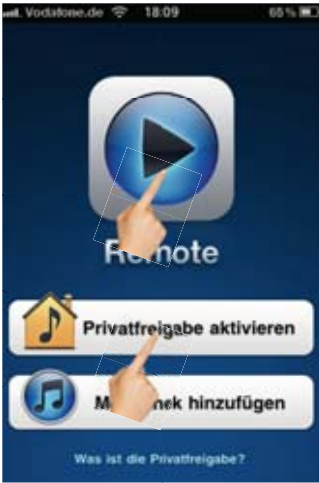 Vodafone.de 18:09 65 %
Remote
Privatfreigabe aktivieren
hinzufügen
Was ist die Privatfreigabe?